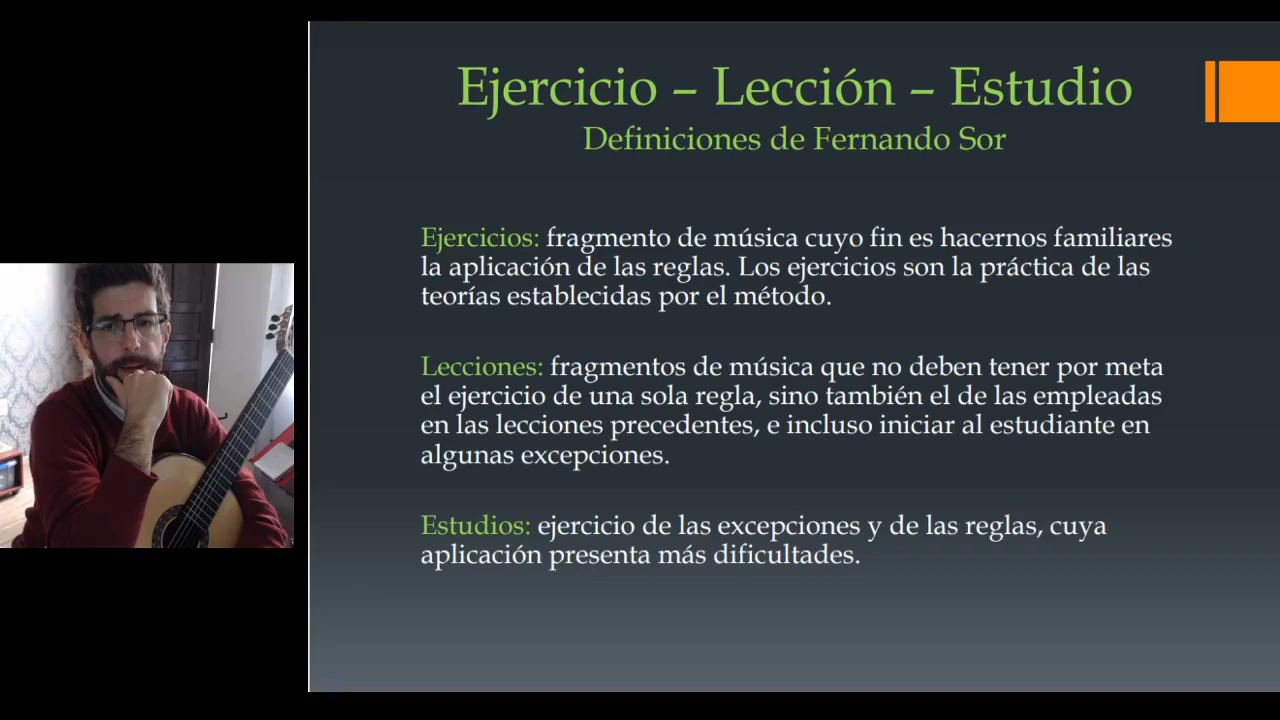 Ejercicio – Lección – Estudio
Definiciones de Fernando Sor
Ejercicios: fragmento de música cuyo fin es hacernos familiares
la aplicación de las reglas. Los ejercicios son la práctica de las
teorías establecidas por el método.
Lecciones: fragmentos de música que no deben tener por meta
el ejercicio de una sola regla, sino también el de las empleadas
en las lecciones precedentes, e incluso iniciar al estudiante en
algunas excepciones.
Estudios: ejercicio de las excepciones y de las reglas, cuya
aplicación presenta más dificultades.